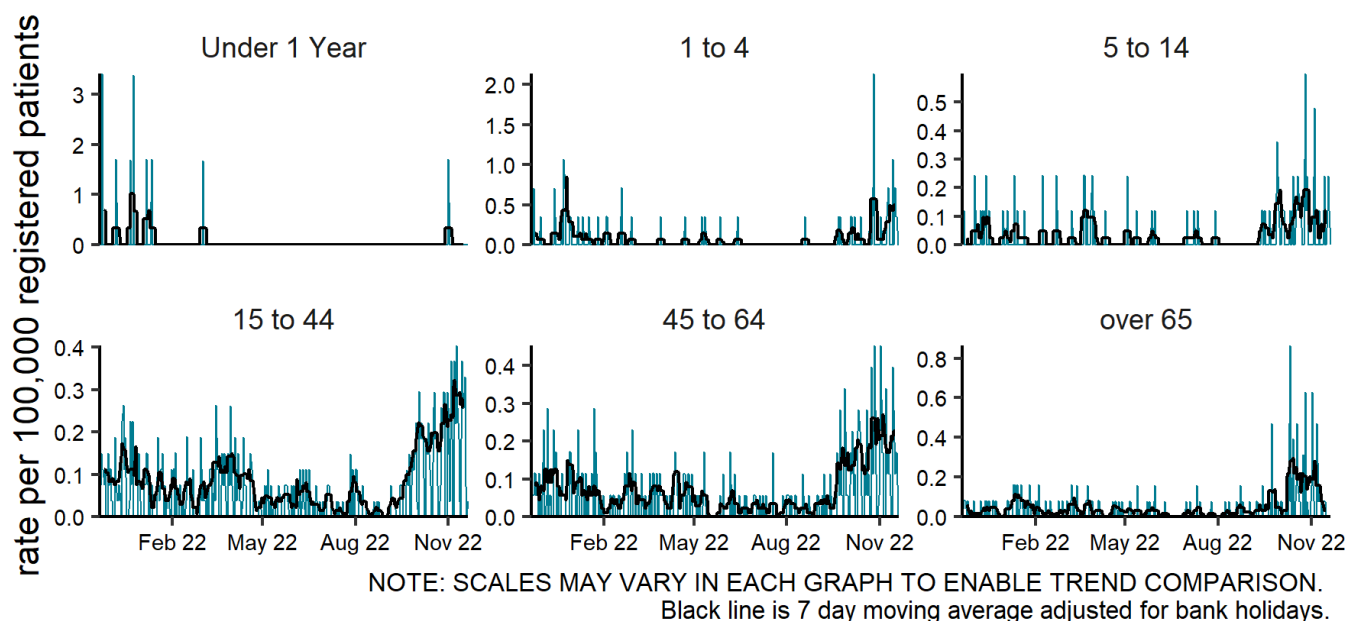 rate per 100,000 registered patients
Under 1 Year
3
2
1
0
1 to 4
2.0
1.5
1.0
0.5
0.0
5 to 14
0.5
0.4
0.3
0.2
0.1
0.0
15 to 44
0.4
0.3
0.2
0.1
0.0
Feb 22 May 22 Aug 22 Nov 22
45 to 64
0.4
0.3
0.2
0.1
0.0
Feb 22 May 22 Aug 22 Nov 22
over 65
0.8
0.6
0.4
0.2
0.0
Feb 22 May 22 Aug 22 Nov 22
NOTE: SCALES MAY VARY IN EACH GRAPH TO ENABLE TREND COMPARISON.
Black line is 7 day moving average adjusted for bank holidays.